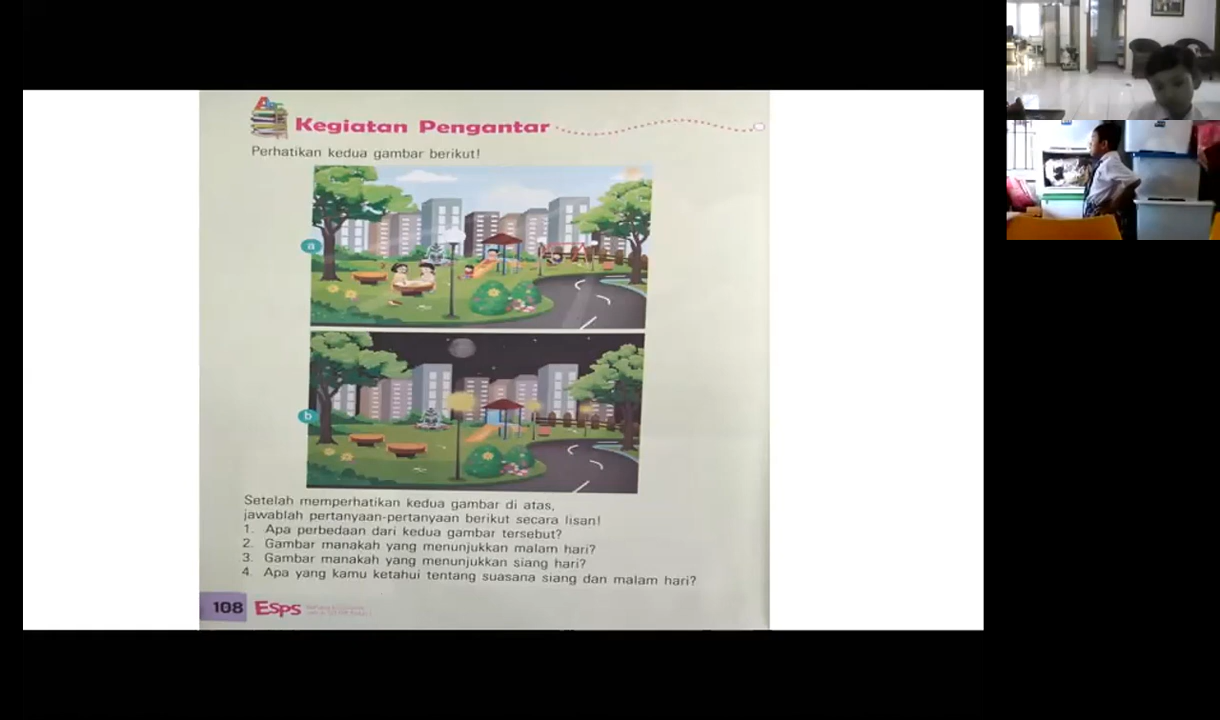 Kegiatan Pengantar
Perhatikan kedua gambar berikut!
a
b
Setelah memperhatikan kedua gambar di atas,
jawablah pertanyaan-pertanyaan berikut secara lisan!
1. Apa perbedaan dari kedua gambar tersebut?
2. Gambar manakah yang menunjukkan malam hari?
3. Gambar manakah yang menunjukkan siang hari?
4. Apa yang kamu ketahui tentang suasana siang dan malam hari?
108 ESPS